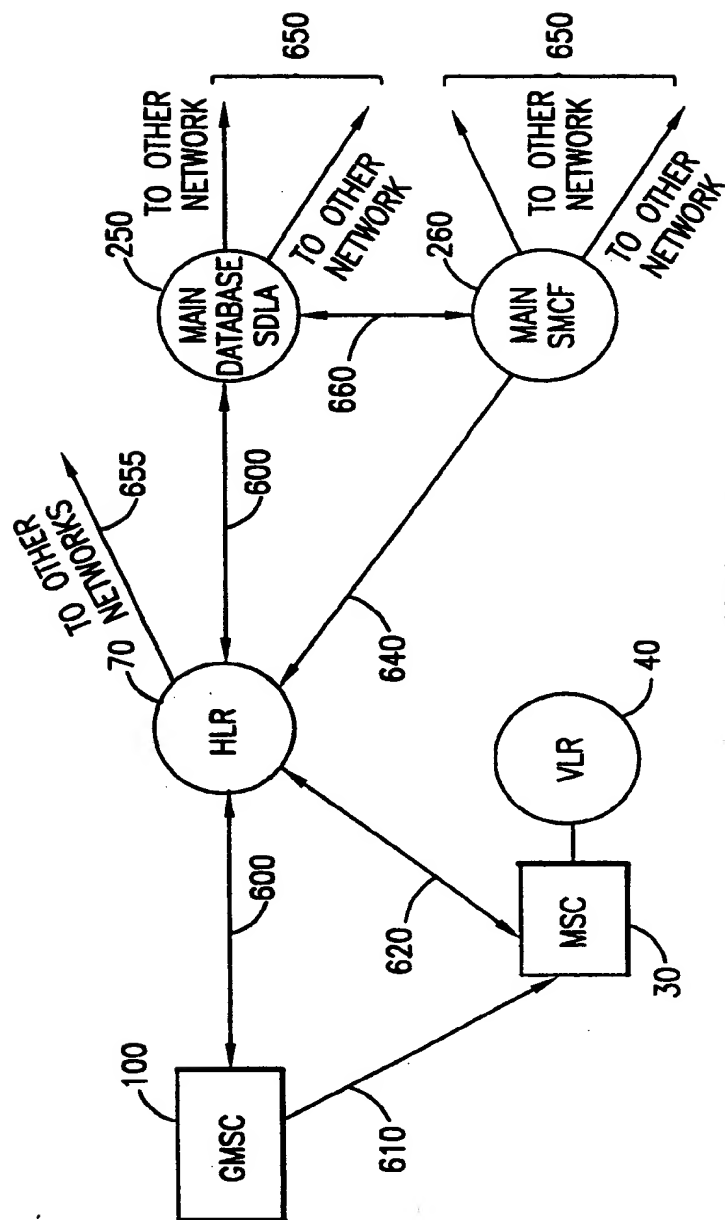 TO OTHER
NETWORKS
655
TO OTHER
NETWORK
650
250
MAIN
DATABASE
SDLA
TO OTHER
NETWORK
70
HLR
600
660
650
TO OTHER
NETWORK
260
MAIN
SMCF
TO OTHER
NETWORK
100
GMSC
600
640
620
610
40
VLR
MSC
30